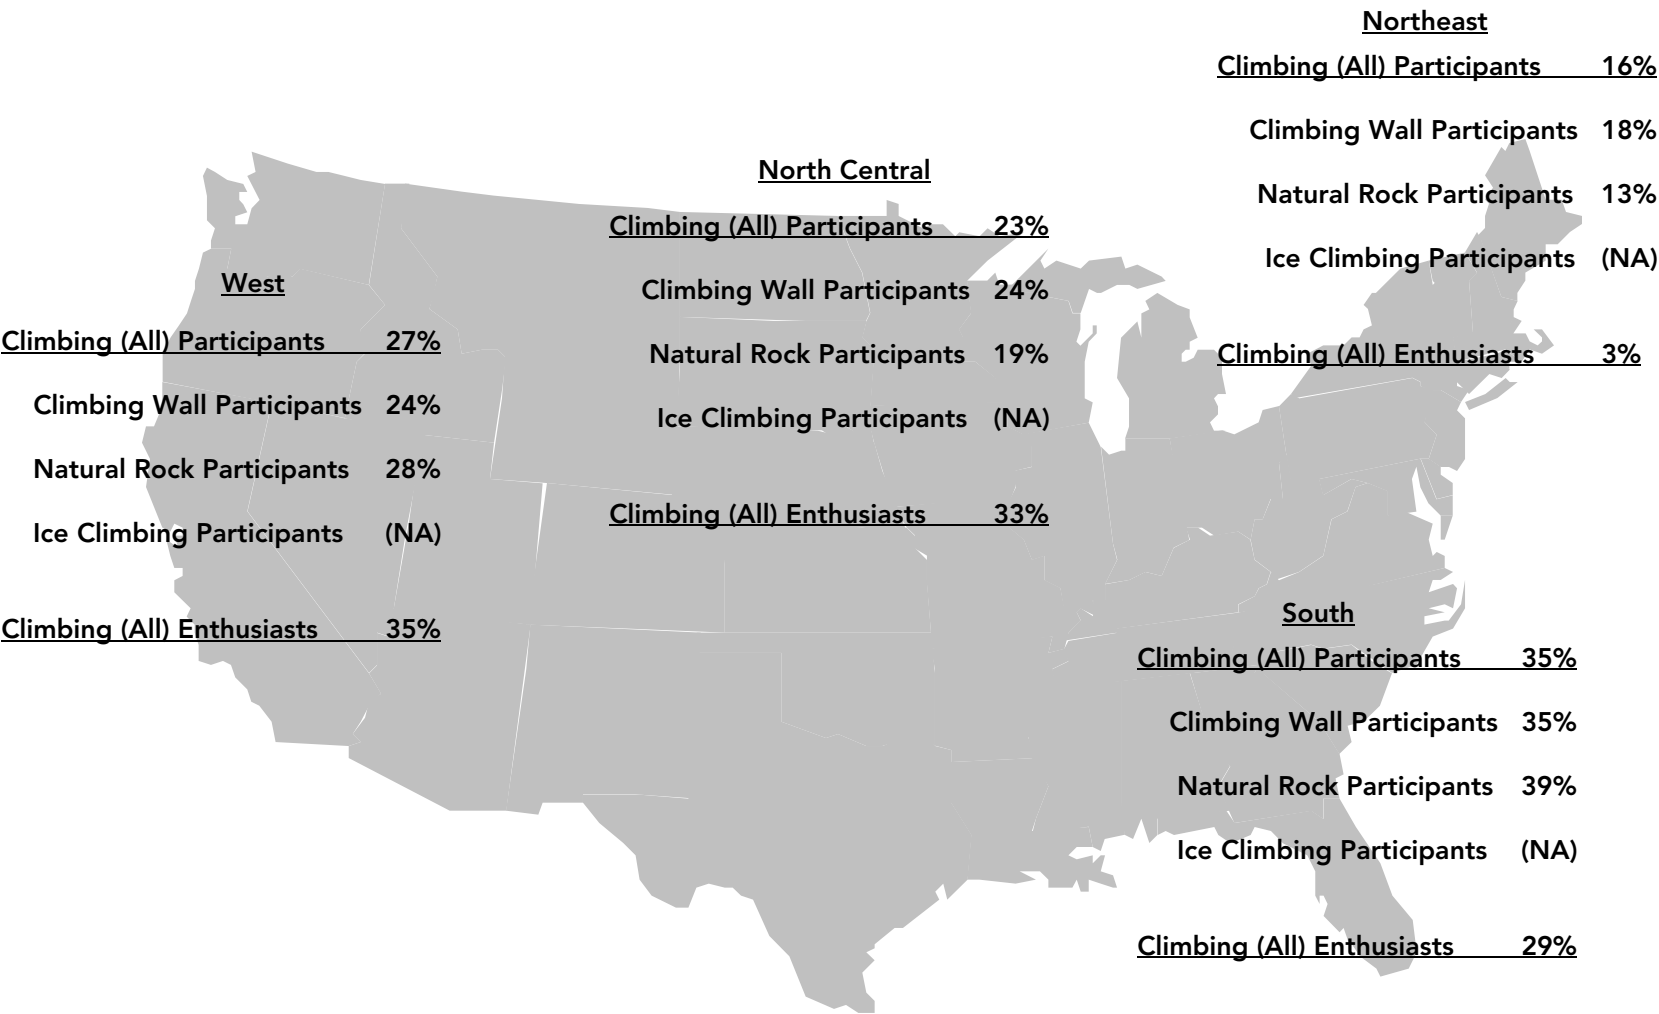 Northeast
Climbing (All) Participants 16%
Climbing Wall Participants 18%
Natural Rock Participants 13%
Ice Climbing Participants (NA)
Climbing (All) Enthusiasts 3%
North Central
Climbing (All) Participants 23%
Climbing Wall Participants 24%
Natural Rock Participants 19%
Ice Climbing Participants (NA)
Climbing (All) Enthusiasts 33%
West
Climbing (All) Participants 27%
Climbing Wall Participants 24%
Natural Rock Participants 28%
Ice Climbing Participants (NA)
Climbing (All) Enthusiasts 35%
South
Climbing (All) Participants 35%
Climbing Wall Participants 35%
Natural Rock Participants 39%
Ice Climbing Participants (NA)
Climbing (All) Enthusiasts 29%